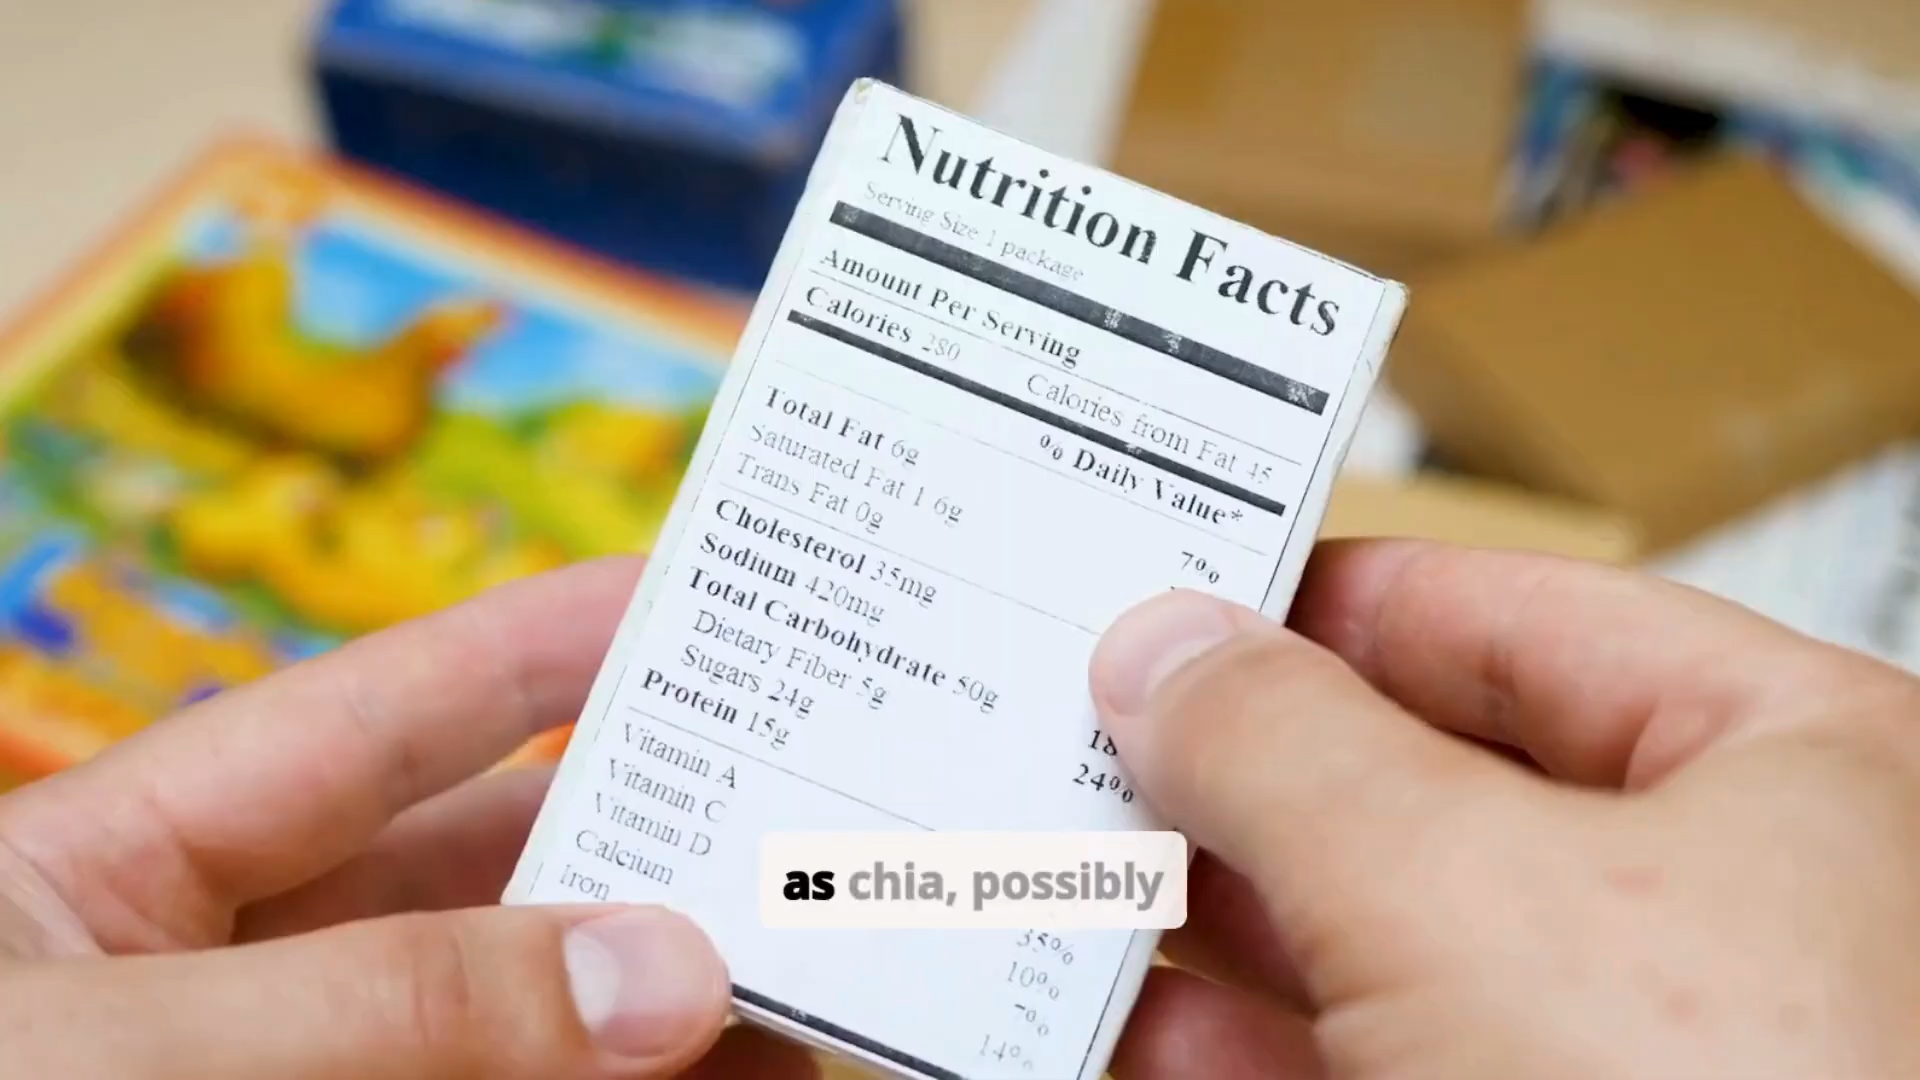 Nutrition Facts
Serving Size 1 package
Amount Per Serving
Calories 280
Calories from Fat 45
% Daily Value*
Total Fat 6g
7%
Saturated Fat 1 6g
Trans Fat 0g
Cholesterol 35mg
Sodium 420mg
Total Carbohydrate 50g
18
Dietary Fiber 5g
24%
Sugars 24g
Protein 15g
Vitamin A
Vitamin C
35%
Vitamin D
10%
Calcium
7%
Iron
14%
as chia, possibly